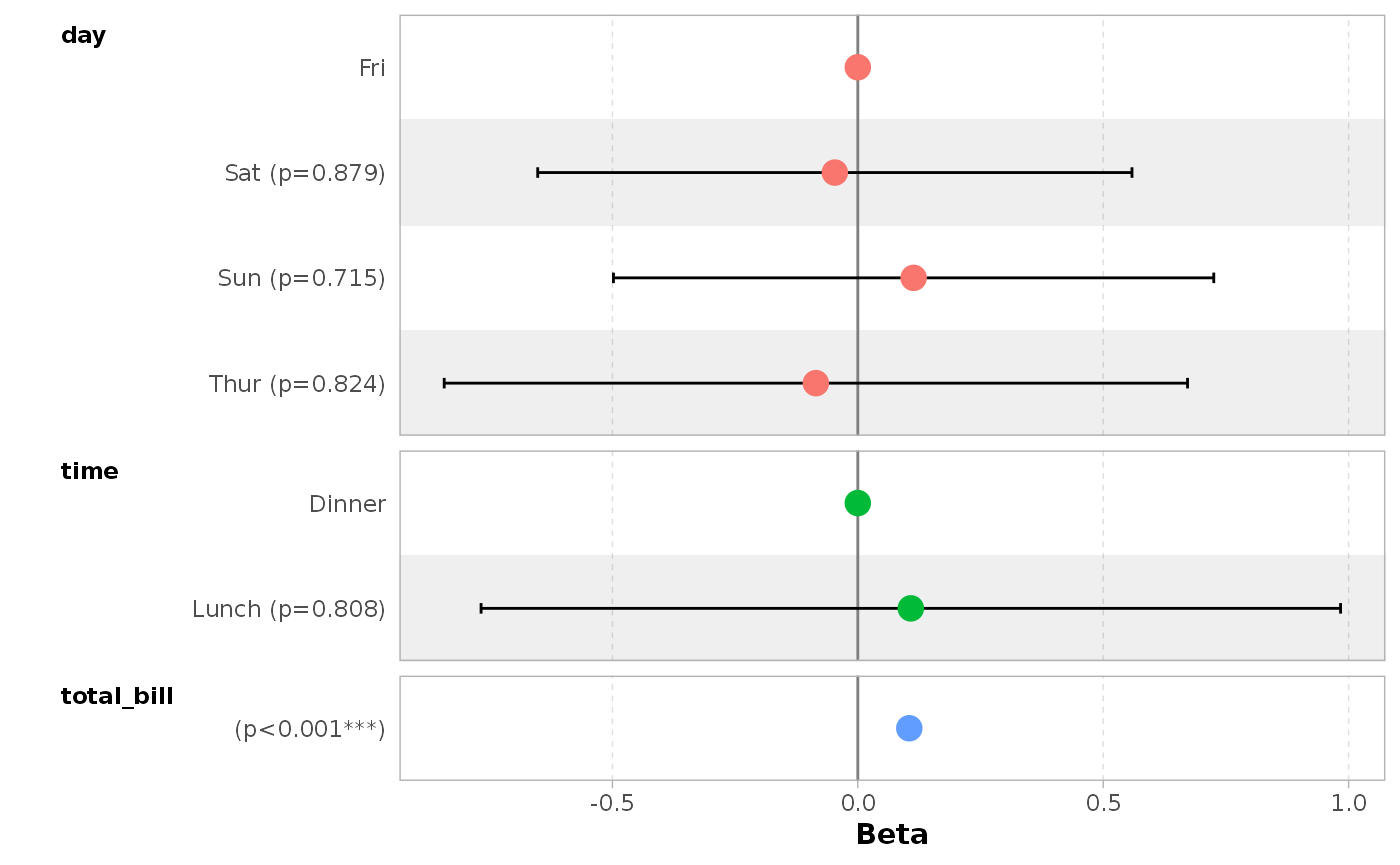 day
Fri
Sat (p=0.879)
Sun (p=0.715)
Thur (p=0.824)
time
Dinner
Lunch (p=0.808)
total_bill
(p<0.001***)
-0.5 0.0 0.5 1.0
Beta